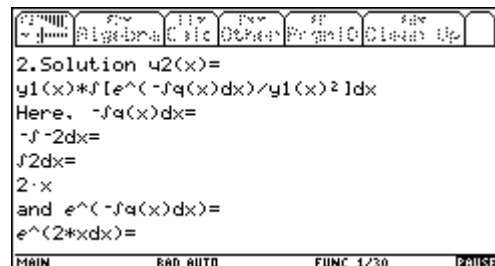 Algebra Calc Other PrgmIO Clean Up
2.Solution y2(x)=
y1(x)*∫[e^(-∫q(x)dx)/y1(x)²]dx
Here, -∫q(x)dx=
-∫-2dx=
∫2dx=
2·x
and e^(-∫q(x)dx)=
e^(2*xdx)=
MAIN RAD AUTO FUNC 1/30 PAUSE